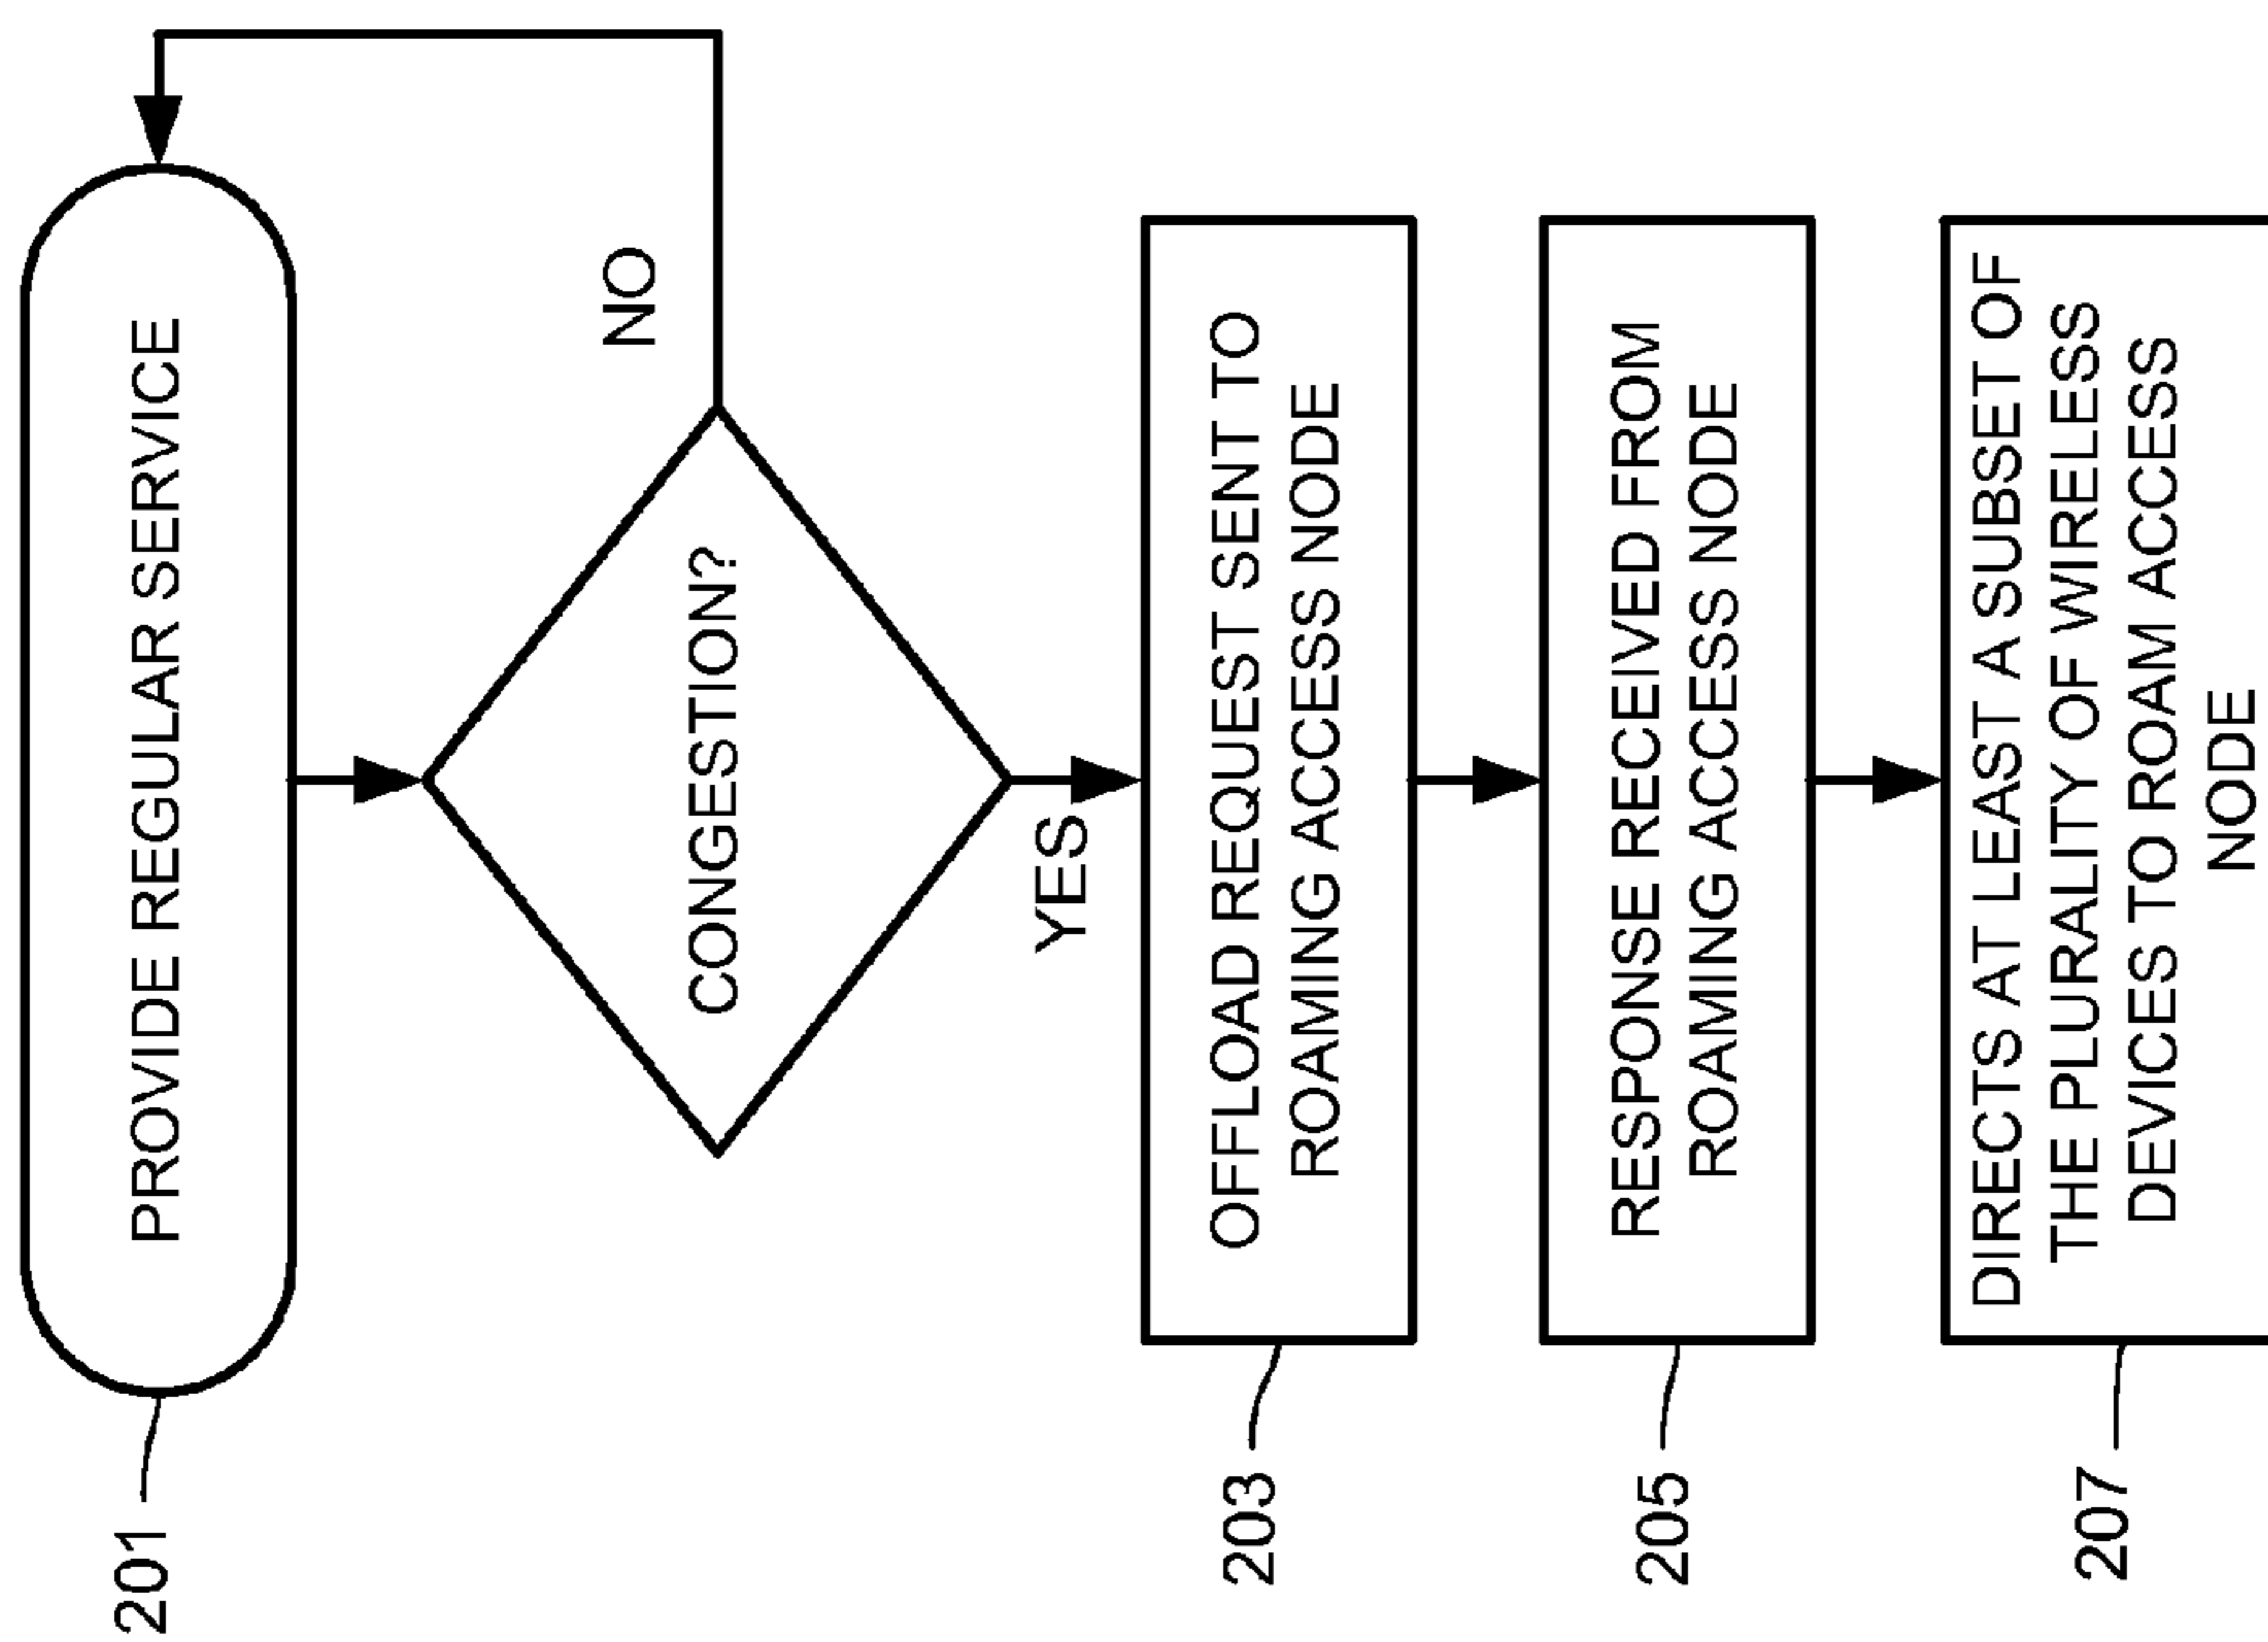 201
PROVIDE REGULAR SERVICE
NO
CONGESTION?
YES
203
OFFLOAD REQUEST SENT TO
ROAMING ACCESS NODE
205
RESPONSE RECEIVED FROM
ROAMING ACCESS NODE
207
DIRECTS AT LEAST A SUBSET OF
THE PLURALITY OF WIRELESS
DEVICES TO ROAM ACCESS
NODE